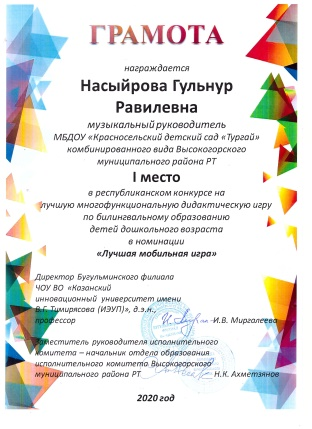 ГРАМОТА
награждается
Насыйрова Гульнур
Равилевна
музыкальный руководитель
МБДОУ «Красносельский детский сад «Тургай»
комбинированного вида Высокогорского
муниципального района РТ
I место
в республиканском конкурсе на
лучшую многофункциональную дидактическую игру
по билингвальному образованию
детей дошкольного возраста
в номинации
«Лучшая мобильная игра»
Директор Бугульминского филиала
ЧОУ ВО «Казанский
инновационный университет имени
В.Г. Тимирясова (ИЭУП)», д.э.н.,
профессор И.В. Миргалеева
Заместитель руководителя исполнительного
комитета – начальник отдела образования
исполнительного комитета Высокогорского
муниципального района РТ Н.К. Ахметзянов
2020 год